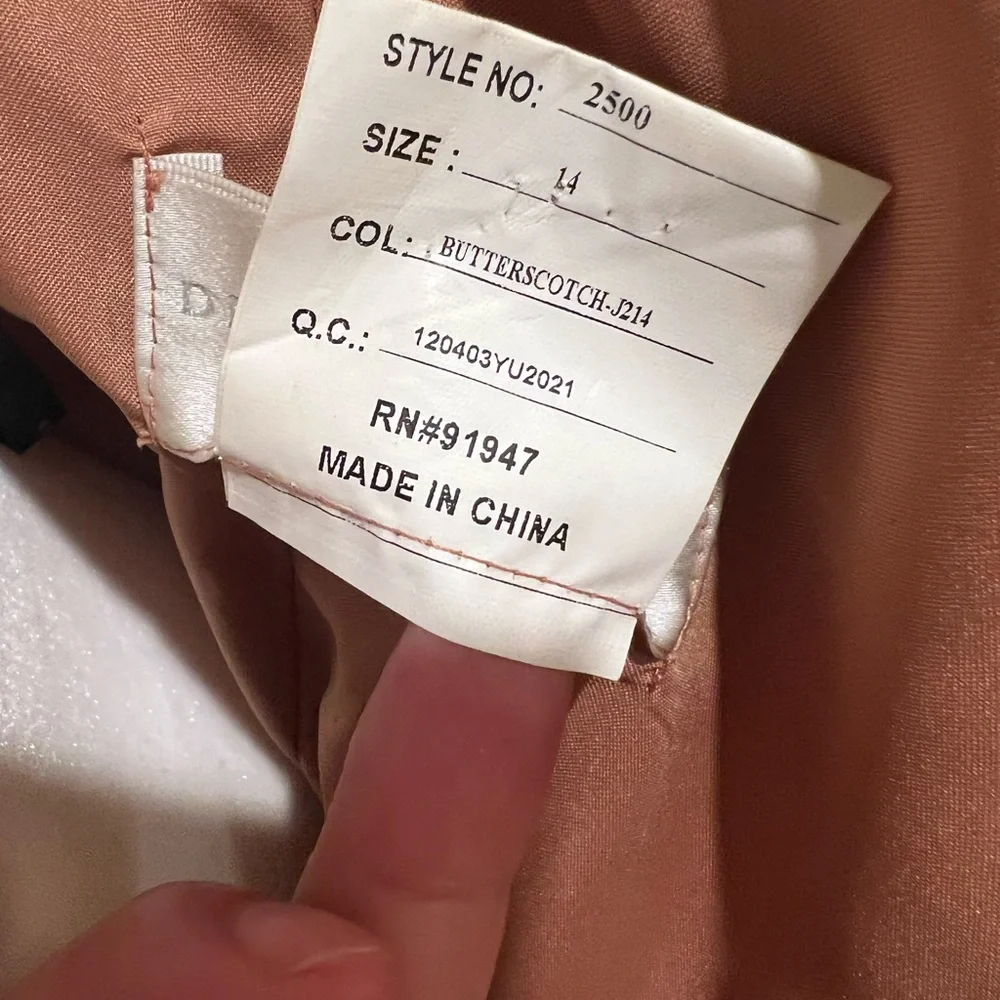 STYLE NO: 2500
SIZE: 14
COL: BUTTERSCOTCH-J214
Q.C.: 120403YU2021
RN#91947
MADE IN CHINA
D